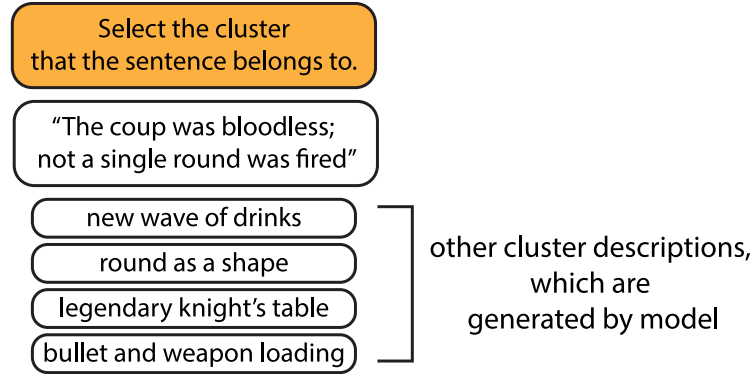 Select the cluster
that the sentence belongs to.
“The coup was bloodless;
not a single round was fired”
new wave of drinks
round as a shape
legendary knight’s table
bullet and weapon loading
other cluster descriptions,
which are
generated by model